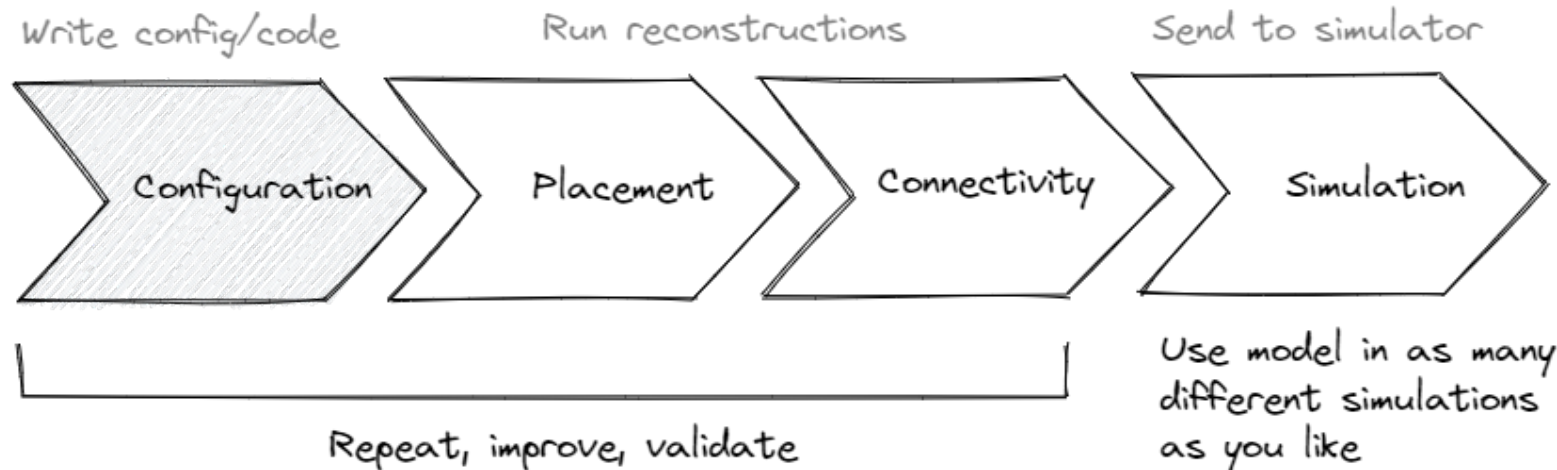 Write config/code
Run reconstructions
Send to simulator
Configuration
Placement
Connectivity
Simulation
Repeat, improve, validate
Use model in as many
different simulations
as you like